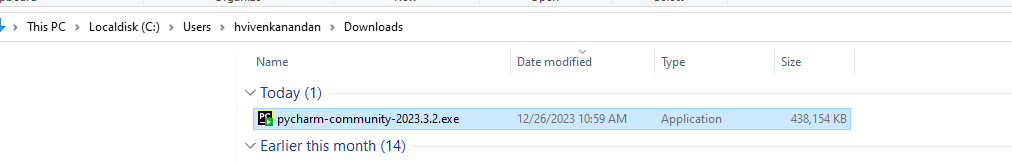 This PC > Localdisk (C:) > Users > hvivenkanandan > Downloads
Name Date modified Type Size
Today (1)
pycharm-community-2023.3.2.exe 12/26/2023 10:59 AM Application 438,154 KB
Earlier this month (14)